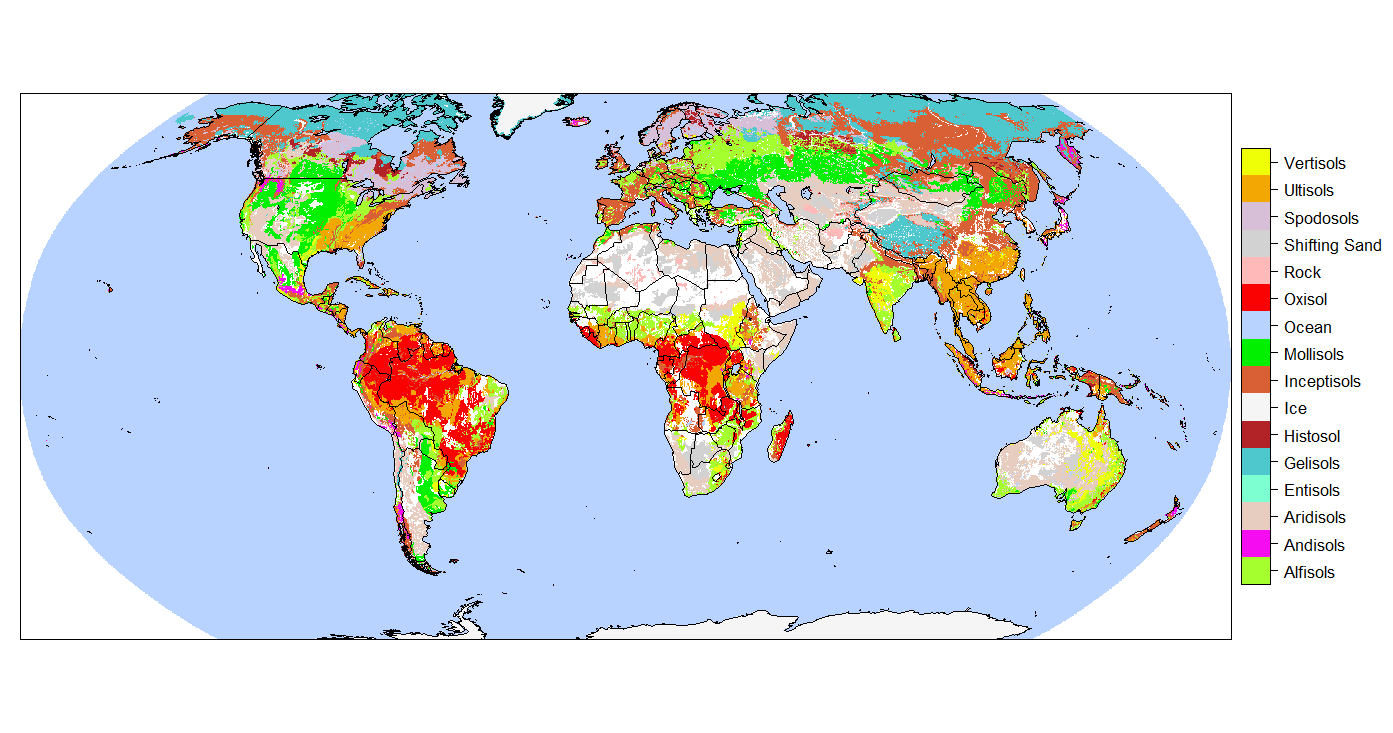 Vertisols
Ultisols
Spodosols
Shifting Sand
Rock
Oxisol
Ocean
Mollisols
Inceptisols
Ice
Histosol
Gelisols
Entisols
Aridisols
Andisols
Alfisols